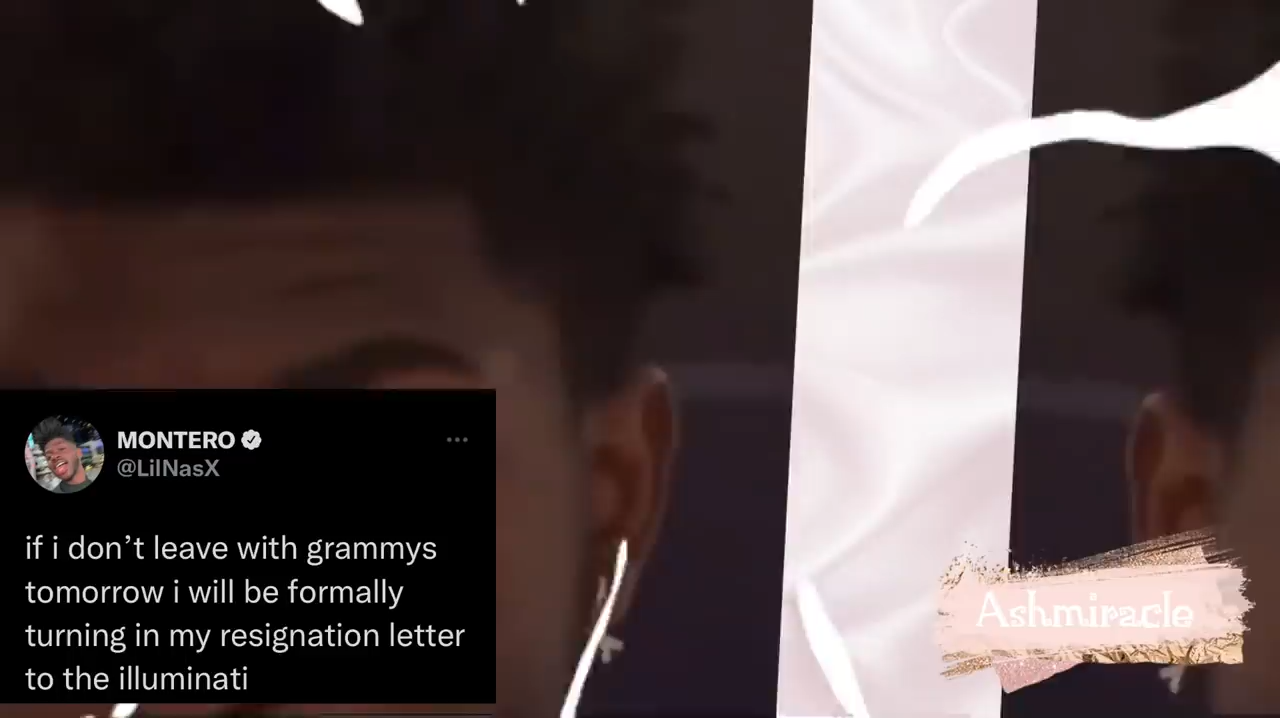 MONTERO
@LilNasX
if i don’t leave with grammys
tomorrow i will be formally
turning in my resignation letter
to the illuminati
Ashmiracle